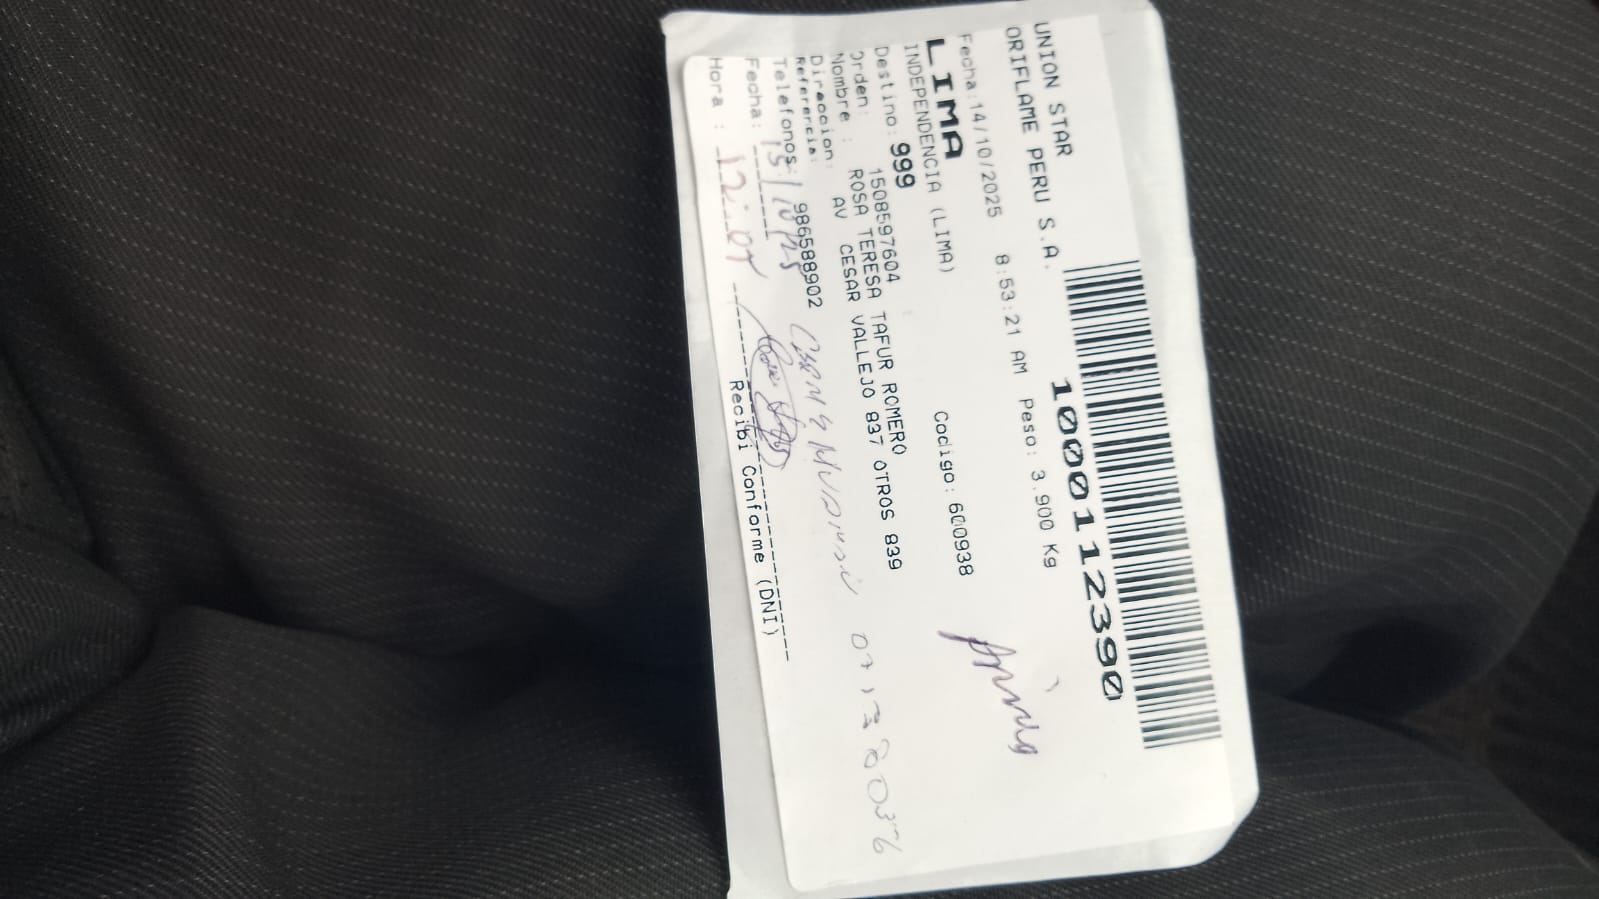 UNION STAR
ORIFLAME PERU S.A.
10001112390
Fecha:14/10/2025 8:53:21 AM Peso: 3.900 Kg
LIMA
INDEPENDENCIA (LIMA) Codigo: 600938
Destino: 999
Orden: 1508597604
Nombre : ROSA TERESA TAFUR ROMERO
Direccion: AV CESAR VALLEJO 837 OTROS 839
Referencia:
Telefonos: 986588902
Fecha: 15/10/25
Hora : 12:07
Recibi Conforme (DNI)